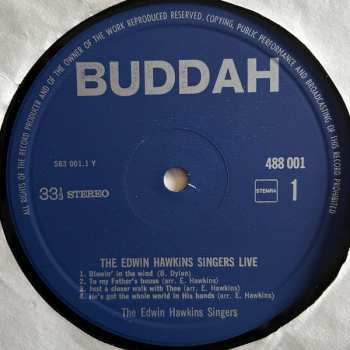 ALL RIGHTS OF THE RECORD PRODUCER AND OF THE OWNER OF THE WORK REPRODUCED RESERVED. UNAUTHORIZED COPYING, PUBLIC PERFORMANCE AND BROADCASTING OF THIS RECORD PROHIBITED
BUDDAH
583 001.1 Y
488 001
33⅓ STEREO
STEMRA
1
THE EDWIN HAWKINS SINGERS LIVE
1. Blowin' in the wind (B. Dylan)
2. To my Father's house (arr. E. Hawkins)
3. Just a closer walk with Thee (arr. E. Hawkins)
4. He's got the whole world in His hands (arr. E. Hawkins)
The Edwin Hawkins Singers